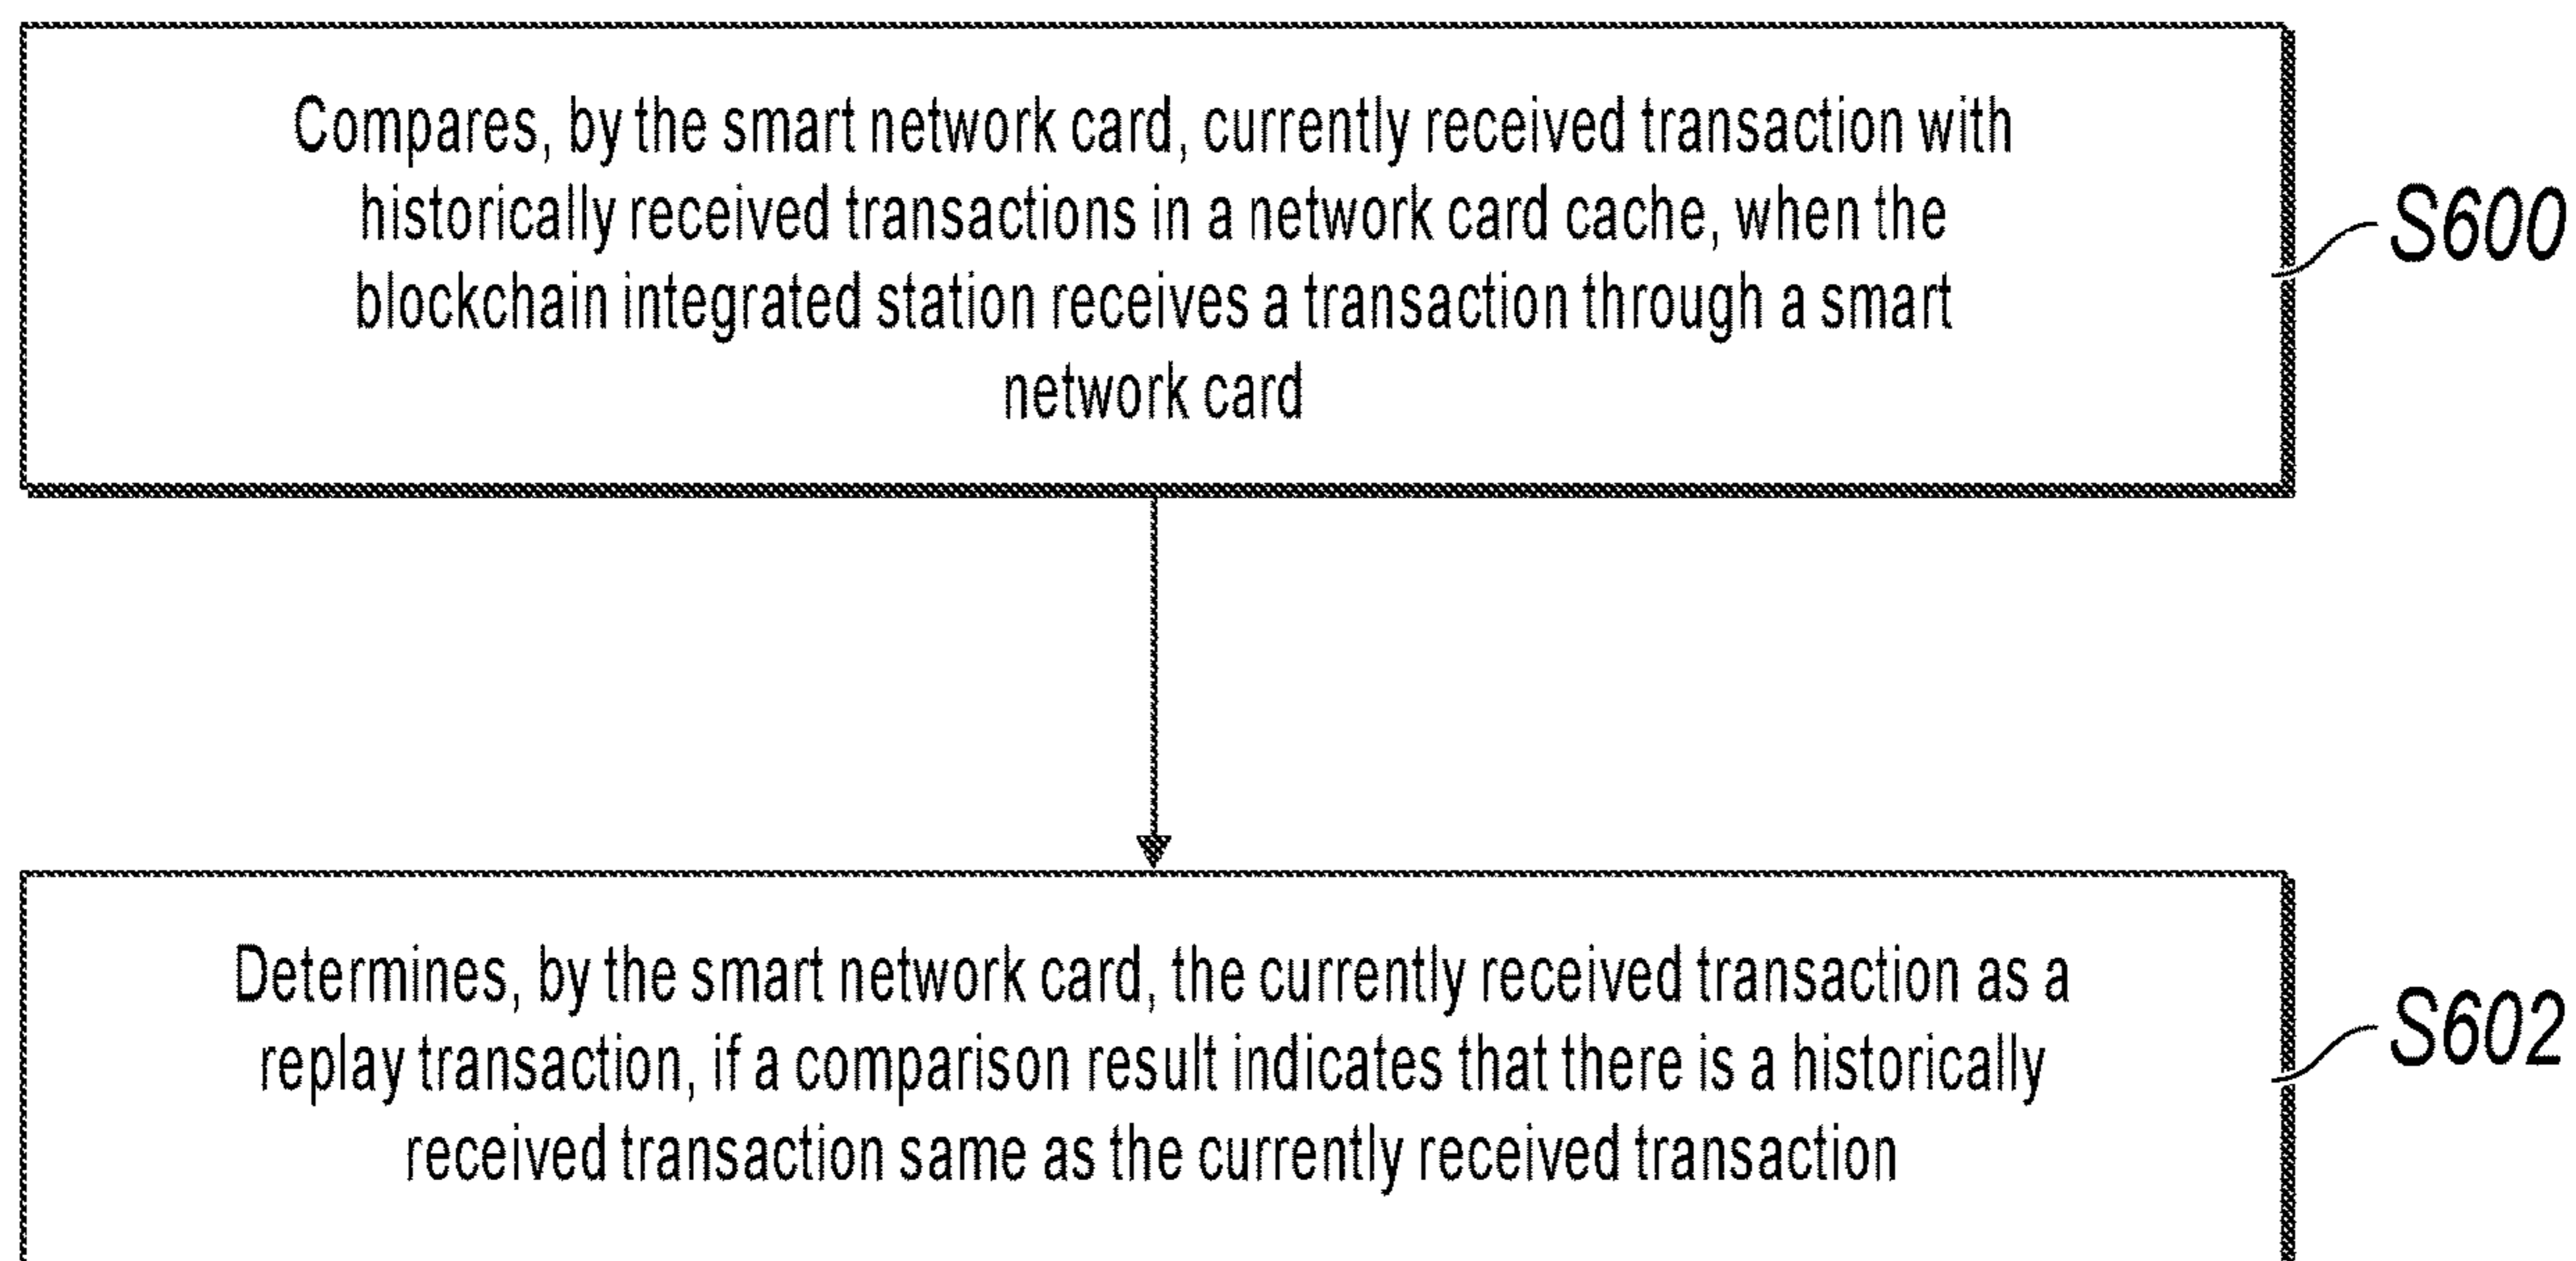 Compares, by the smart network card, currently received transaction with
historically received transactions in a network card cache, when the
blockchain integrated station receives a transaction through a smart
network card
S600
Determines, by the smart network card, the currently received transaction as a
replay transaction, if a comparison result indicates that there is a historically
received transaction same as the currently received transaction
S602